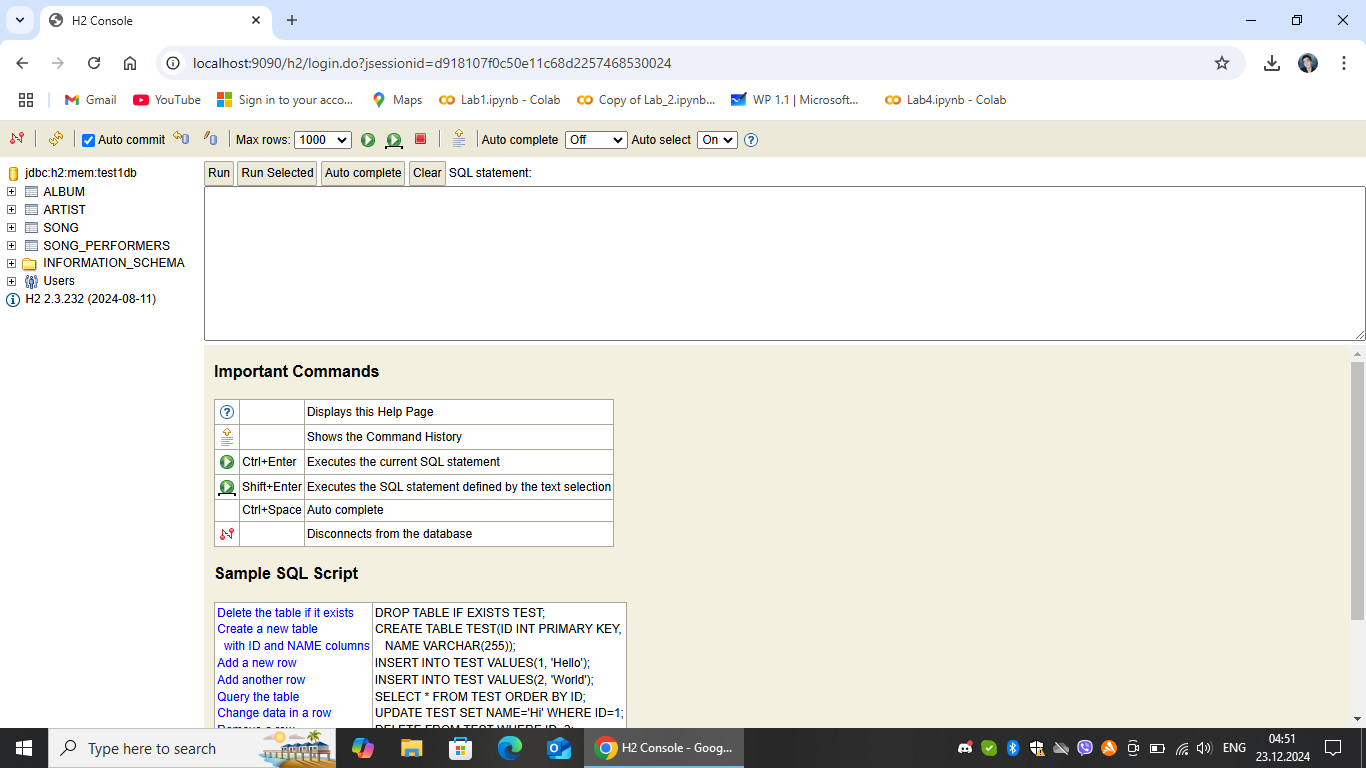 H2 Console
localhost:9090/h2/login.do?jsessionid=d918107f0c50e11c68d2257468530024
Gmail YouTube Sign in to your acco... Maps Lab1.ipynb - Colab Copy of Lab_2.ipynb... WP 1.1 | Microsoft... Lab4.ipynb - Colab
Auto commit Max rows: 1000 Auto complete Off Auto select On
jdbc:h2:mem:test1db
ALBUM
ARTIST
SONG
SONG_PERFORMERS
INFORMATION_SCHEMA
Users
H2 2.3.232 (2024-08-11)
Run Run Selected Auto complete Clear SQL statement:
Important Commands
Displays this Help Page
Shows the Command History
Ctrl+Enter Executes the current SQL statement
Shift+Enter Executes the SQL statement defined by the text selection
Ctrl+Space Auto complete
Disconnects from the database
Sample SQL Script
Delete the table if it exists DROP TABLE IF EXISTS TEST;
Create a new table CREATE TABLE TEST(ID INT PRIMARY KEY,
with ID and NAME columns NAME VARCHAR(255));
Add a new row INSERT INTO TEST VALUES(1, 'Hello');
Add another row INSERT INTO TEST VALUES(2, 'World');
Query the table SELECT * FROM TEST ORDER BY ID;
Change data in a row UPDATE TEST SET NAME='Hi' WHERE ID=1;
Type here to search
H2 Console - Goog...
ENG
04:51
23.12.2024